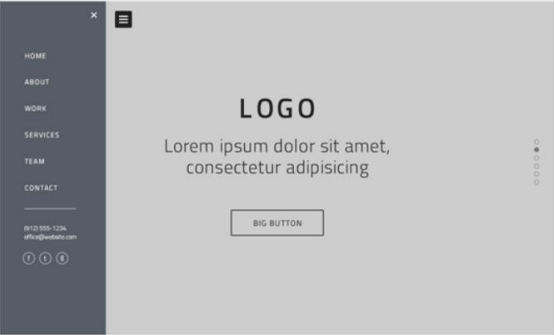 HOME
ABOUT
WORK
SERVICES
TEAM
CONTACT
(912) 555-1234
office@website.com
f t g
LOGO
Lorem ipsum dolor sit amet,
consectetur adipisicing
BIG BUTTON